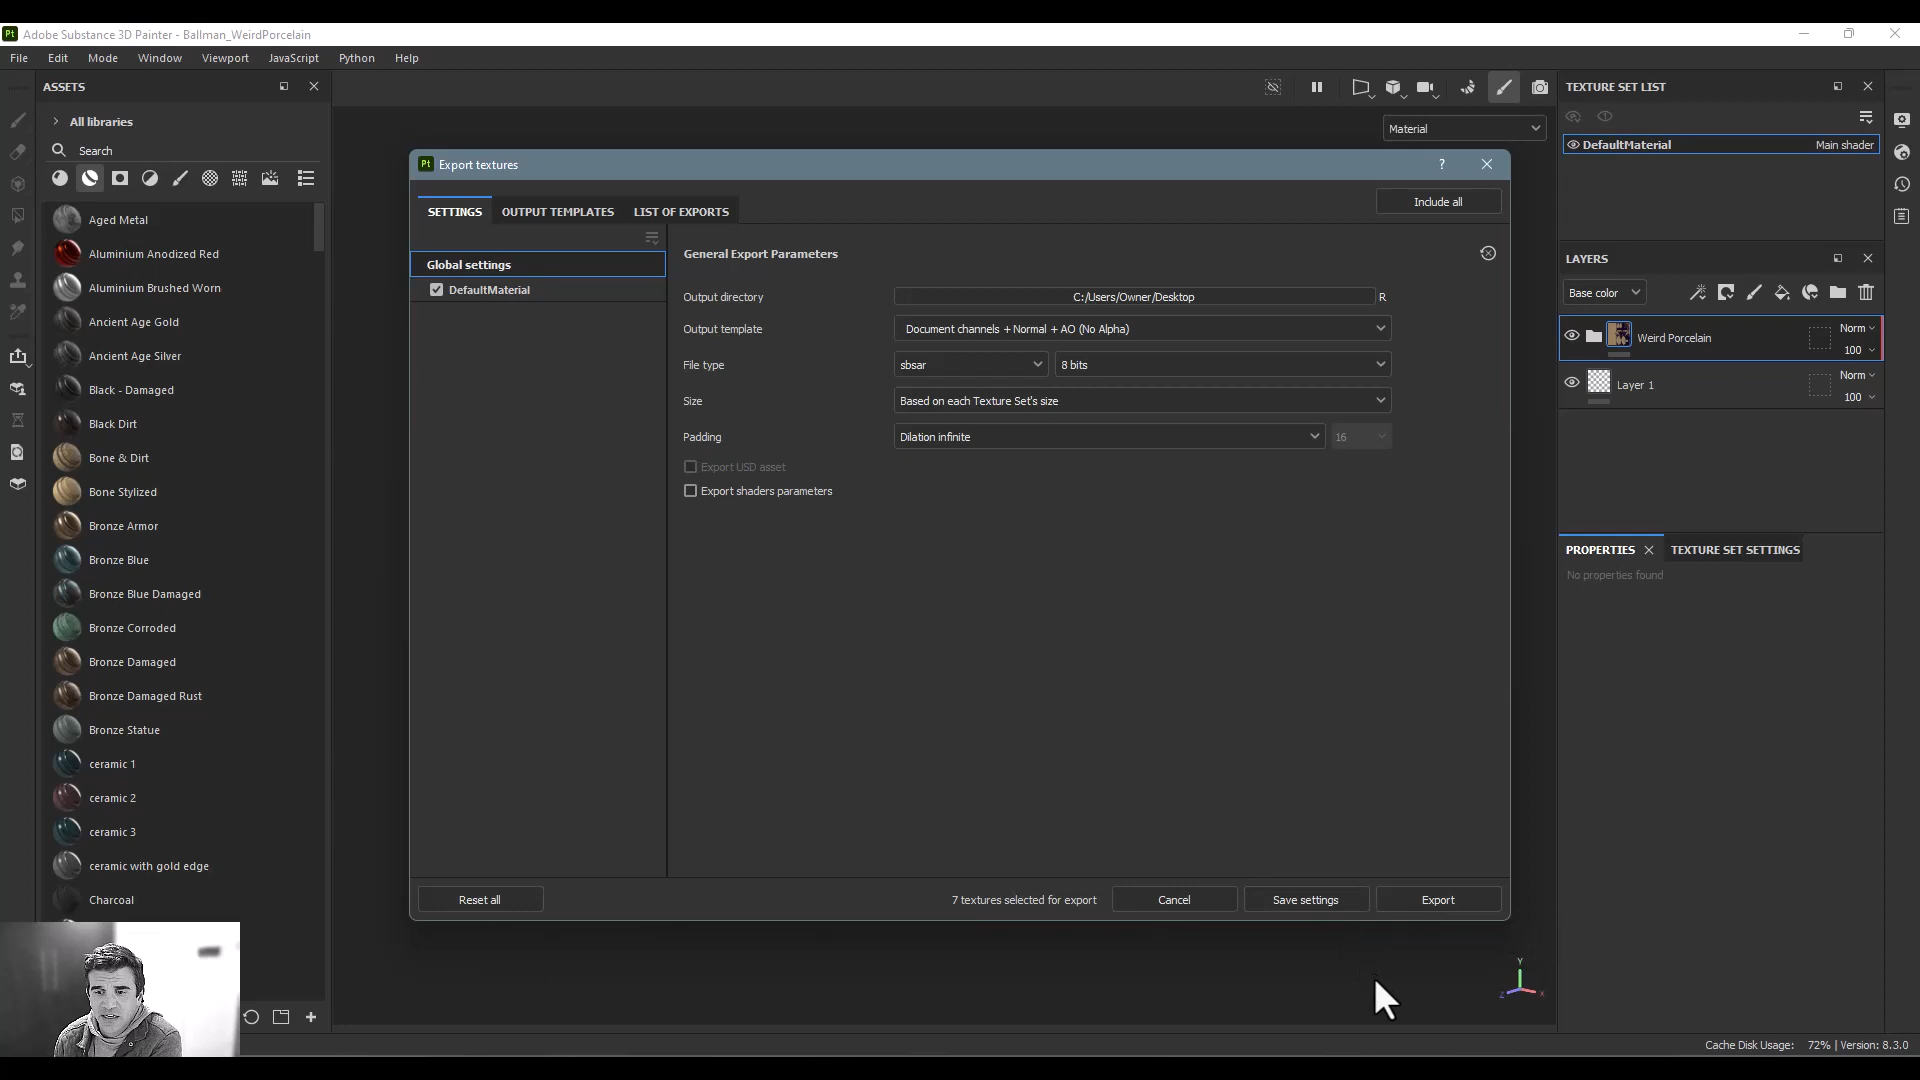 Pt Adobe Substance 3D Painter - Ballman_WeirdPorcelain
File Edit Mode Window Viewport JavaScript Python Help
ASSETS
All libraries
Search
Aged Metal
Aluminium Anodized Red
Aluminium Brushed Worn
Ancient Age Gold
Ancient Age Silver
Black - Damaged
Black Dirt
Bone & Dirt
Bone Stylized
Bronze Armor
Bronze Blue
Bronze Blue Damaged
Bronze Corroded
Bronze Damaged
Bronze Damaged Rust
Bronze Statue
ceramic 1
ceramic 2
ceramic 3
ceramic with gold edge
Charcoal
Material
Pt Export textures ?
SETTINGS OUTPUT TEMPLATES LIST OF EXPORTS Include all
Global settings
DefaultMaterial
General Export Parameters
Output directory C:/Users/Owner/Desktop R
Output template Document channels + Normal + AO (No Alpha)
File type sbsar 8 bits
Size Based on each Texture Set's size
Padding Dilation infinite 16
Export USD asset
Export shaders parameters
Reset all 7 textures selected for export Cancel Save settings Export
Y
Z X
TEXTURE SET LIST
DefaultMaterial Main shader
LAYERS
Base color
Weird Porcelain Norm
100
Layer 1 Norm
100
PROPERTIES TEXTURE SET SETTINGS
No properties found
Cache Disk Usage: 72% | Version: 8.3.0